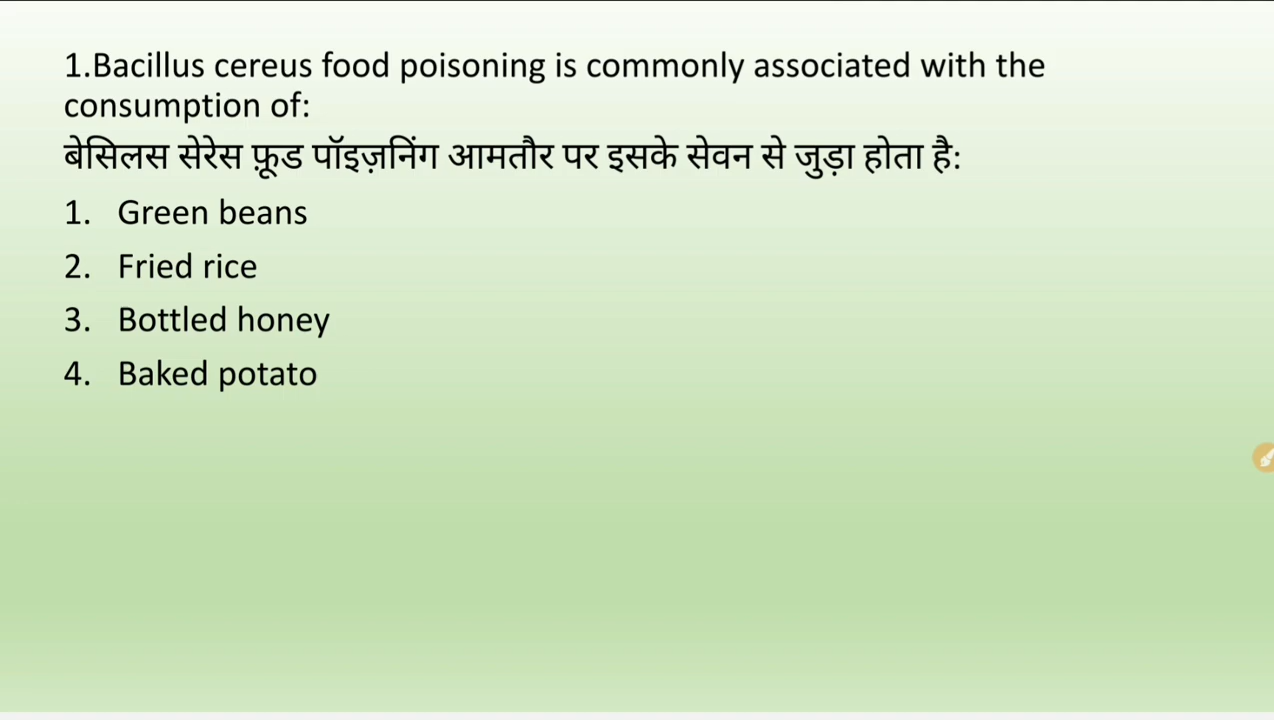 1.Bacillus cereus food poisoning is commonly associated with the
consumption of:
बेसिलस सेरेस फ़ूड पॉइज़निंग आमतौर पर इसके सेवन से जुड़ा होता है:
1. Green beans
2. Fried rice
3. Bottled honey
4. Baked potato